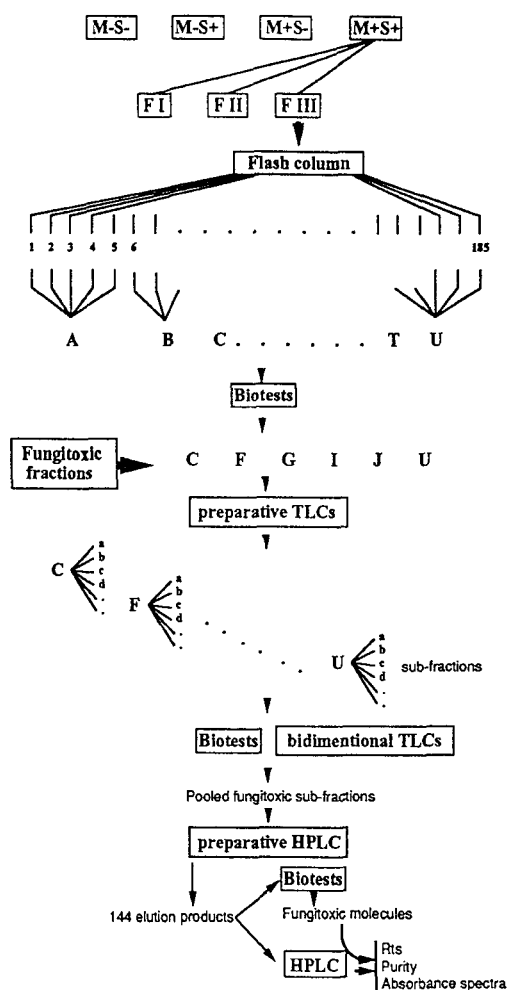 M-S- M-S+ M+S- M+S+
F I F II F III
Flash column
1 2 3 4 5 6 . . . . . . . . . 185
A B C . . . . . . T U
Biotests
Fungitoxic
fractions
C F G I J U
preparative TLCs
C
a
b
c
d
.
.
F
a
b
c
d
.
.
U
a
b
c
d
.
.
sub-fractions
Biotests bidimentional TLCs
Pooled fungitoxic sub-fractions
preparative HPLC
Biotests
144 elution products
Fungitoxic molecules
HPLC
Rts
Purity
Absorbance spectra